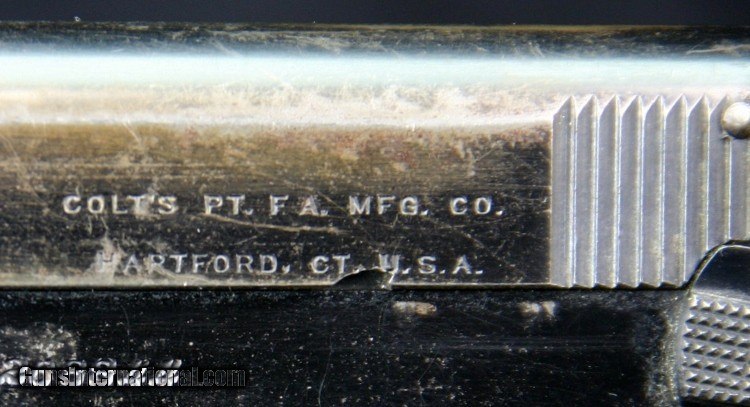 COLT'S PT. F A. MFG. CO.
HARTFORD, CT. U.S.A.
GunsInternational.com